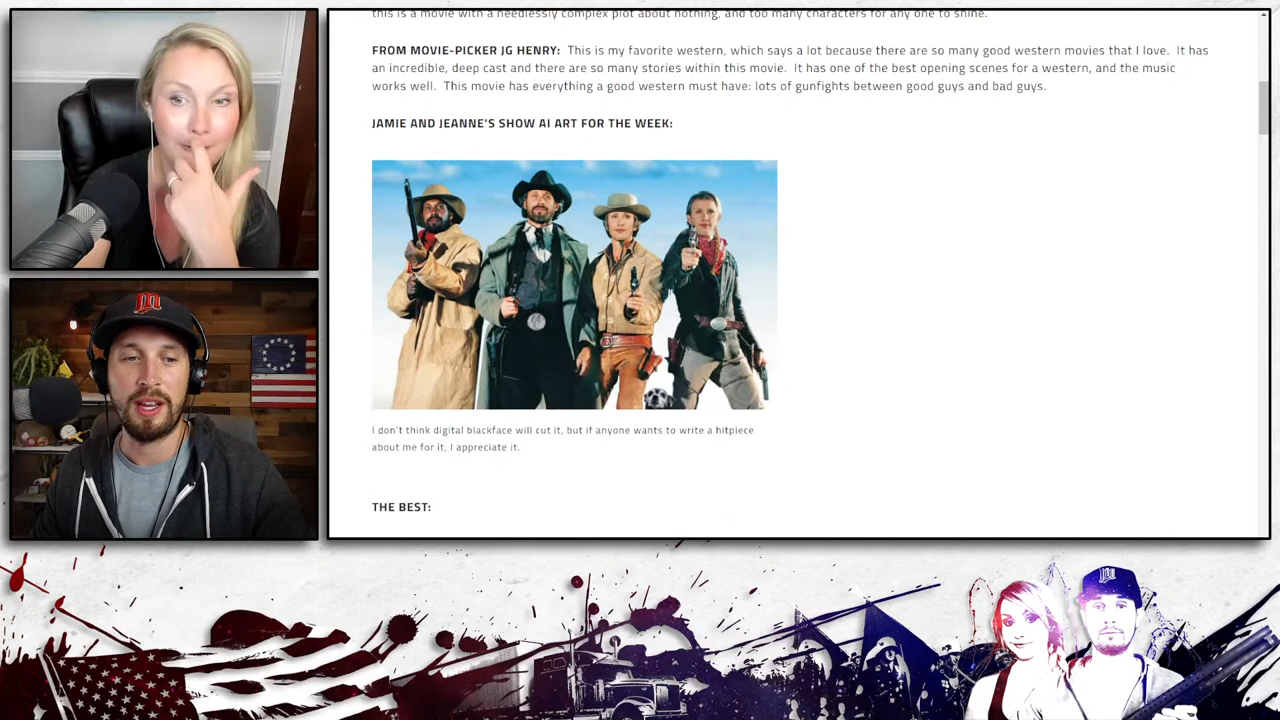 this is a movie with a needlessly complex plot about nothing, and too many characters for any one to shine.
FROM MOVIE-PICKER JG HENRY:  This is my favorite western, which says a lot because there are so many good western movies that I love.  It has
an incredible, deep cast and there are so many stories within this movie.  It has one of the best opening scenes for a western, and the music
works well.  This movie has everything a good western must have: lots of gunfights between good guys and bad guys.
JAMIE AND JEANNE'S SHOW AI ART FOR THE WEEK:
I don't think digital blackface will cut it, but if anyone wants to write a hitpiece
about me for it, I appreciate it.
THE BEST: